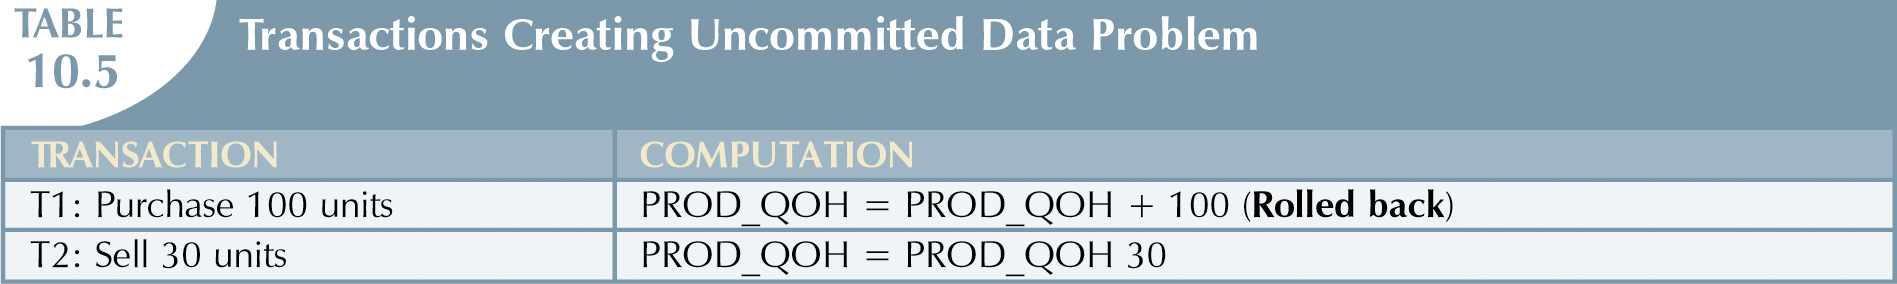 TABLE 10.5
Transactions Creating Uncommitted Data Problem
TRANSACTION COMPUTATION
T1: Purchase 100 units PROD_QOH = PROD_QOH + 100 (Rolled back)
T2: Sell 30 units PROD_QOH = PROD_QOH 30